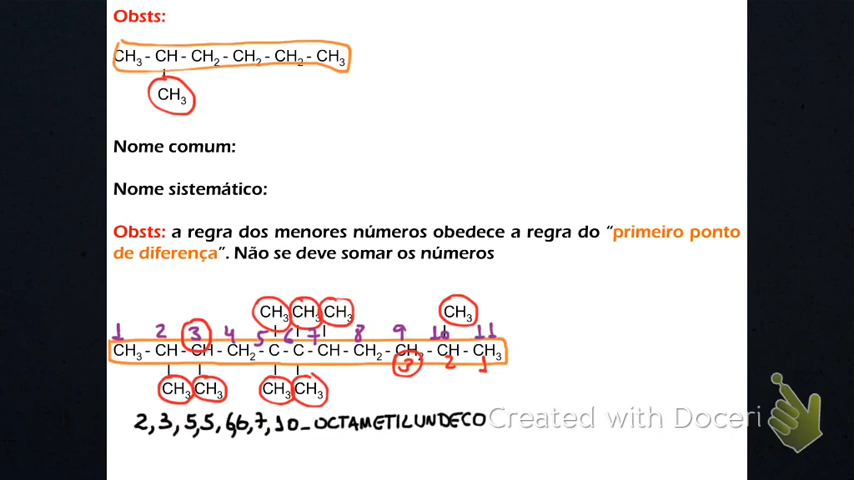 Obsts:
CH3 - CH - CH2 - CH2 - CH2 - CH3
CH3
Nome comum:
Nome sistemático:
Obsts: a regra dos menores números obedece a regra do “primeiro ponto
de diferença”. Não se deve somar os números
CH3 CH3 CH3 CH3
1 2 3 4 5 6 7 8 9 10 11
CH3 - CH - CH - CH2 - C - C - CH - CH2 - CH2 - CH - CH3
3 2 1
CH3 CH3 CH3 CH3
2,3,5,5,6,6,7,10_OCTAMETILUNDECO
Created with Doceri